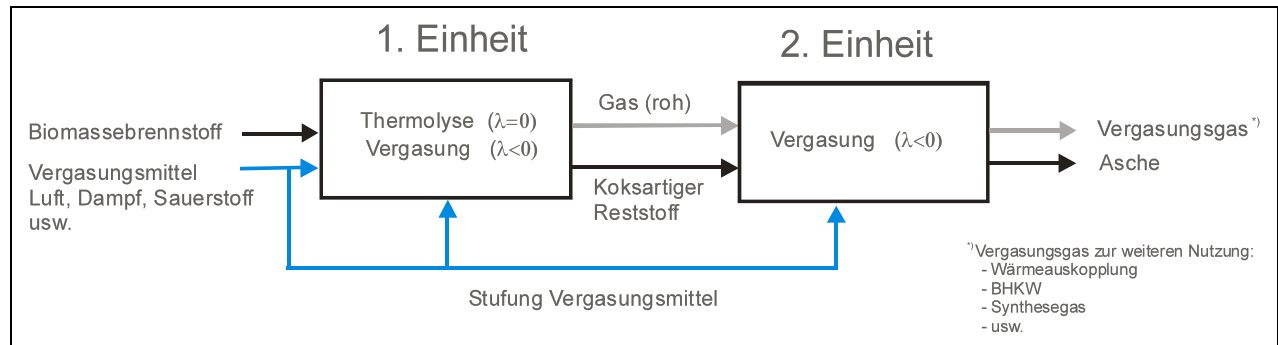 1. Einheit
2. Einheit
Biomassebrennstoff
Vergasungsmittel
Luft, Dampf, Sauerstoff
usw.
Thermolyse (λ=0)
Vergasung (λ<0)
Gas (roh)
Koksartiger
Reststoff
Vergasung (λ<0)
Vergasungsgas *)
Asche
Stufung Vergasungsmittel
*) Vergasungsgas zur weiteren Nutzung:
- Wärmeauskopplung
- BHKW
- Synthesegas
- usw.